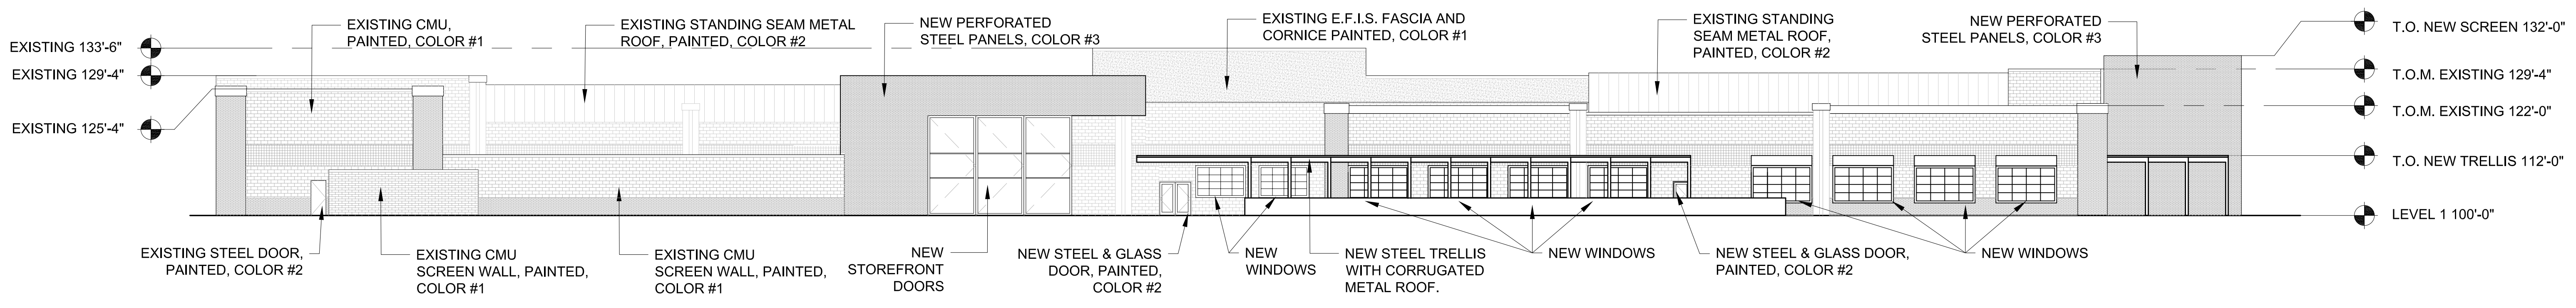 EXISTING 133'-6"
EXISTING 129'-4"
EXISTING 125'-4"
EXISTING CMU,
PAINTED, COLOR #1
EXISTING STANDING SEAM METAL
ROOF, PAINTED, COLOR #2
NEW PERFORATED
STEEL PANELS, COLOR #3
EXISTING E.F.I.S. FASCIA AND
CORNICE PAINTED, COLOR #1
EXISTING STANDING
SEAM METAL ROOF,
PAINTED, COLOR #2
NEW PERFORATED
STEEL PANELS, COLOR #3
T.O. NEW SCREEN 132'-0"
T.O.M. EXISTING 129'-4"
T.O.M. EXISTING 122'-0"
T.O. NEW TRELLIS 112'-0"
LEVEL 1 100'-0"
EXISTING STEEL DOOR,
PAINTED, COLOR #2
EXISTING CMU
SCREEN WALL, PAINTED,
COLOR #1
EXISTING CMU
SCREEN WALL, PAINTED,
COLOR #1
NEW
STOREFRONT
DOORS
NEW STEEL & GLASS
DOOR, PAINTED,
COLOR #2
NEW
WINDOWS
NEW STEEL TRELLIS
WITH CORRUGATED
METAL ROOF.
NEW WINDOWS
NEW STEEL & GLASS DOOR,
PAINTED, COLOR #2
NEW WINDOWS